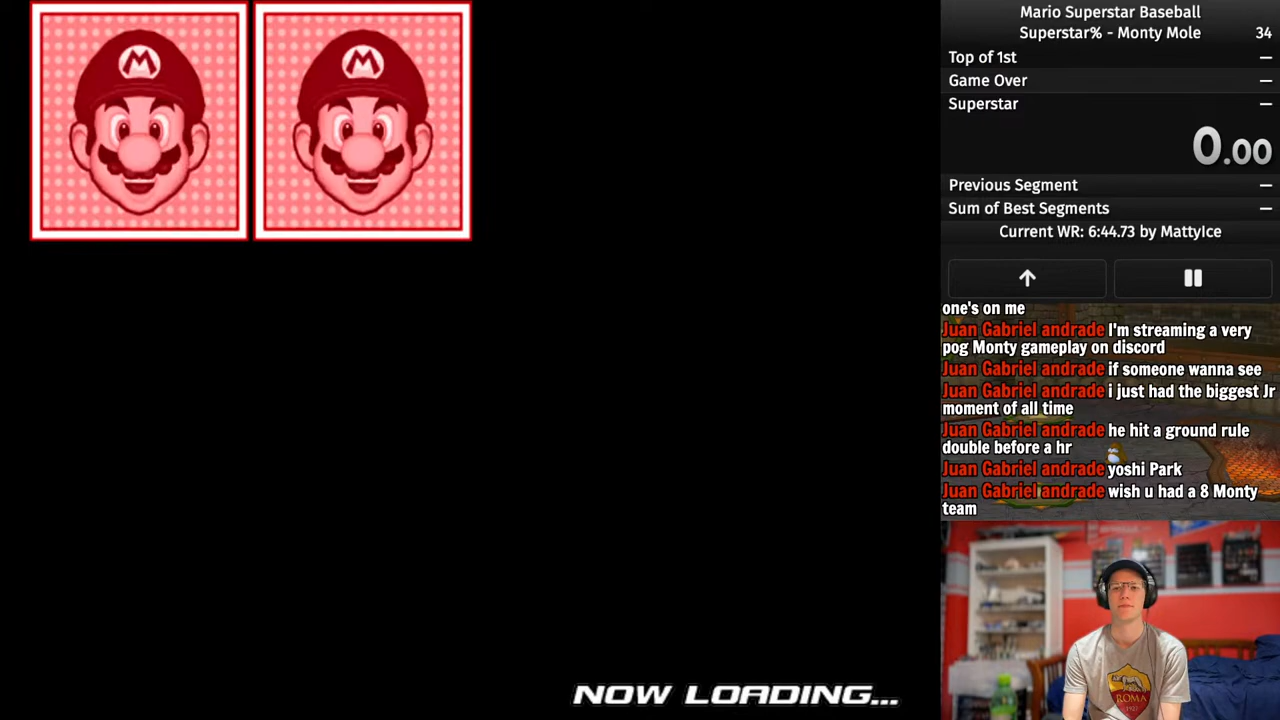 Mario Superstar Baseball
Superstar% - Monty Mole 34
Top of 1st —
Game Over —
Superstar —
0.00
Previous Segment —
Sum of Best Segments —
Current WR: 6:44.73 by MattyIce
one's on me
Juan Gabriel andrade I'm streaming a very
pog Monty gameplay on discord
Juan Gabriel andrade if someone wanna see
Juan Gabriel andrade i just had the biggest Jr
moment of all time
Juan Gabriel andrade he hit a ground rule
double before a hr
Juan Gabriel andrade yoshi Park
Juan Gabriel andrade wish u had a 8 Monty
team
M
M
ROMA
1927
NOW LOADING...